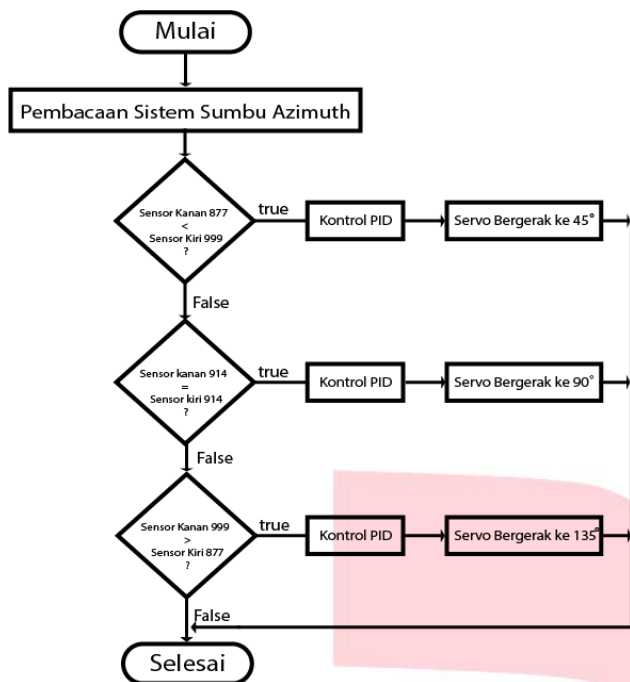 Mulai
Pembacaan Sistem Sumbu Azimuth
Sensor Kanan 877
<
Sensor Kiri 999
?
true
Kontrol PID
Servo Bergerak ke 45°
False
Sensor kanan 914
=
Sensor kiri 914
?
true
Kontrol PID
Servo Bergerak ke 90°
False
Sensor Kanan 999
>
Sensor Kiri 877
?
true
Kontrol PID
Servo Bergerak ke 135°
False
Selesai